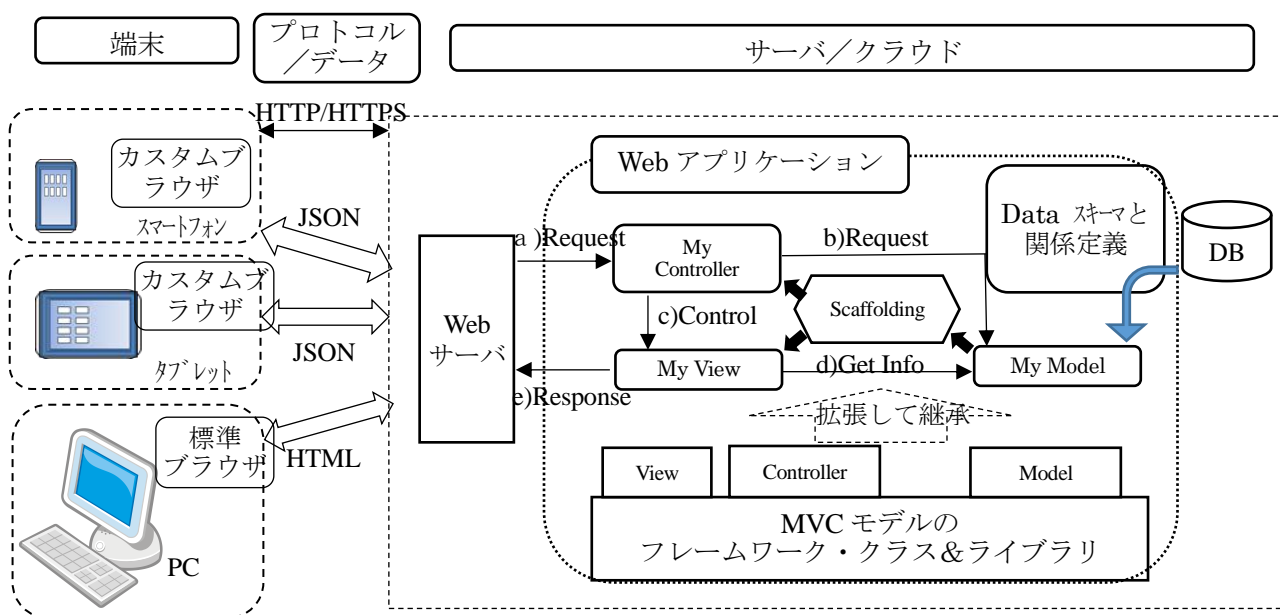 端末
プロトコル
／データ
サーバ／クラウド
HTTP/HTTPS
カスタムブ
ラウザ
スマートフォン
JSON
カスタムブ
ラウザ
タブレット
JSON
標準
ブラウザ
HTML
PC
Web
サーバ
Web アプリケーション
a )Request
My
Controller
b)Request
Data スキーマと
関係定義
DB
c)Control
Scaffolding
My View
d)Get Info
My Model
e)Response
拡張して継承
View
Controller
Model
MVC モデルの
フレームワーク・クラス＆ライブラリ